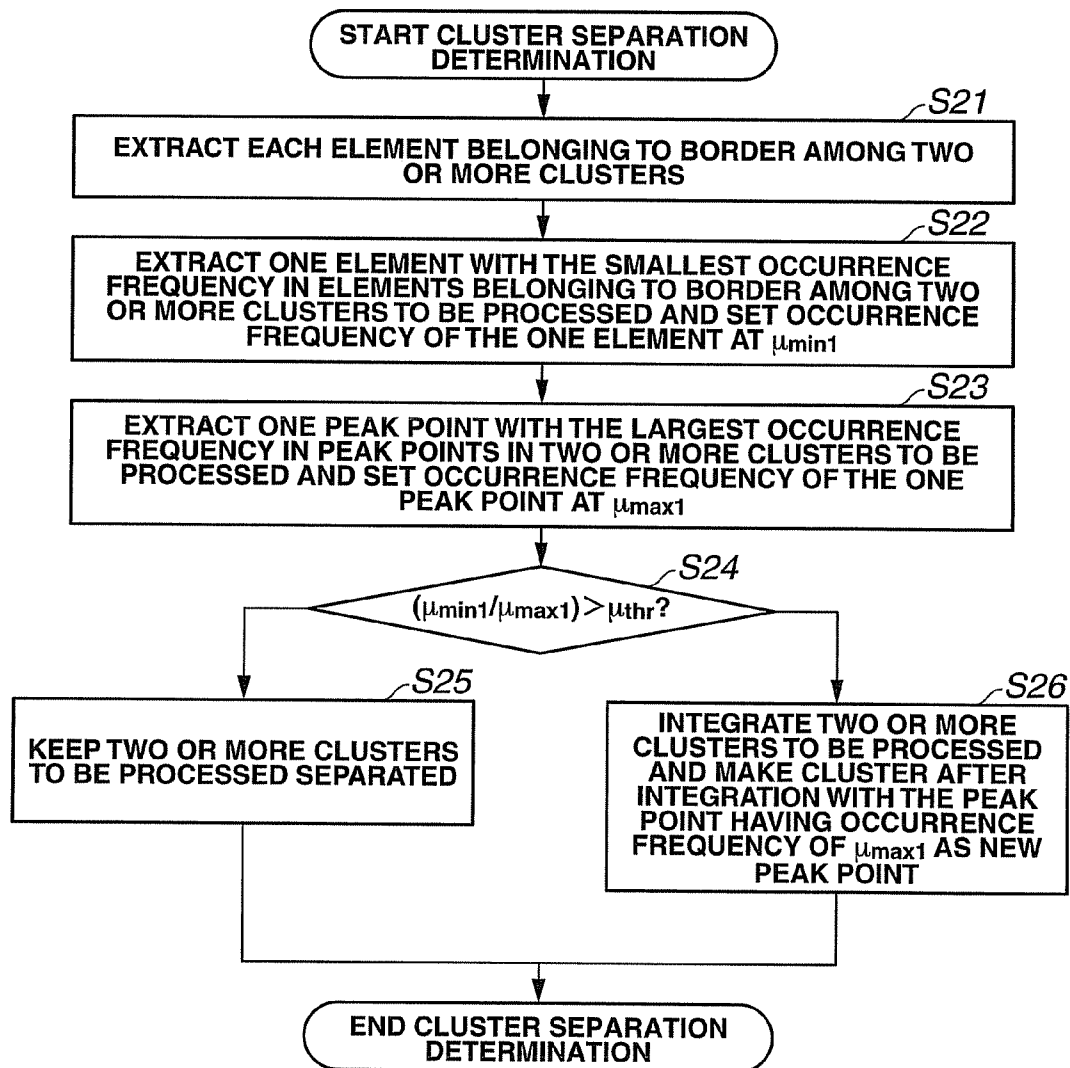 START CLUSTER SEPARATION
DETERMINATION
S21
EXTRACT EACH ELEMENT BELONGING TO BORDER AMONG TWO
OR MORE CLUSTERS
S22
EXTRACT ONE ELEMENT WITH THE SMALLEST OCCURRENCE
FREQUENCY IN ELEMENTS BELONGING TO BORDER AMONG TWO
OR MORE CLUSTERS TO BE PROCESSED AND SET OCCURRENCE
FREQUENCY OF THE ONE ELEMENT AT μmin1
S23
EXTRACT ONE PEAK POINT WITH THE LARGEST OCCURRENCE
FREQUENCY IN PEAK POINTS IN TWO OR MORE CLUSTERS TO BE
PROCESSED AND SET OCCURRENCE FREQUENCY OF THE ONE
PEAK POINT AT μmax1
S24
(μmin1/μmax1) > μthr?
S25
KEEP TWO OR MORE CLUSTERS
TO BE PROCESSED SEPARATED
S26
INTEGRATE TWO OR MORE
CLUSTERS TO BE PROCESSED
AND MAKE CLUSTER AFTER
INTEGRATION WITH THE PEAK
POINT HAVING OCCURRENCE
FREQUENCY OF μmax1 AS NEW
PEAK POINT
END CLUSTER SEPARATION
DETERMINATION